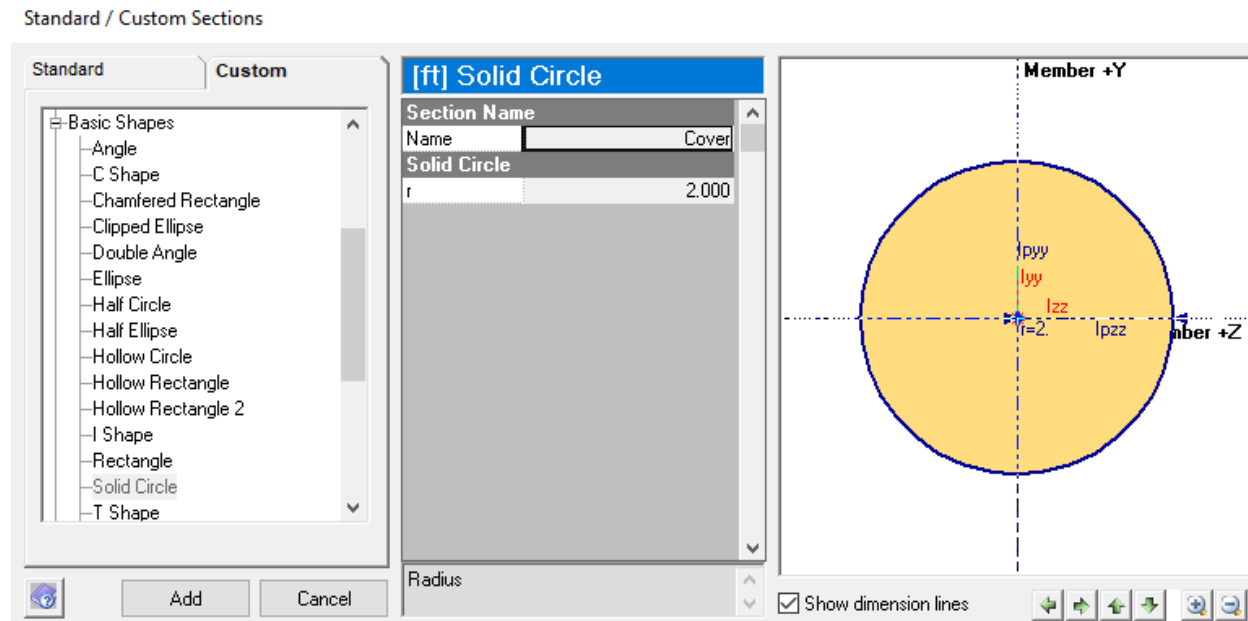 Standard / Custom Sections
Standard
Custom
Basic Shapes
Angle
C Shape
Chamfered Rectangle
Clipped Ellipse
Double Angle
Ellipse
Half Circle
Half Ellipse
Hollow Circle
Hollow Rectangle
Hollow Rectangle 2
I Shape
Rectangle
Solid Circle
T Shape
Add
Cancel
[ft] Solid Circle
Section Name
Name Cover
Solid Circle
r 2.000
Radius
Member +Y
Ipyy
Iyy
Izz
r=2.
Ipzz
mber +Z
Show dimension lines